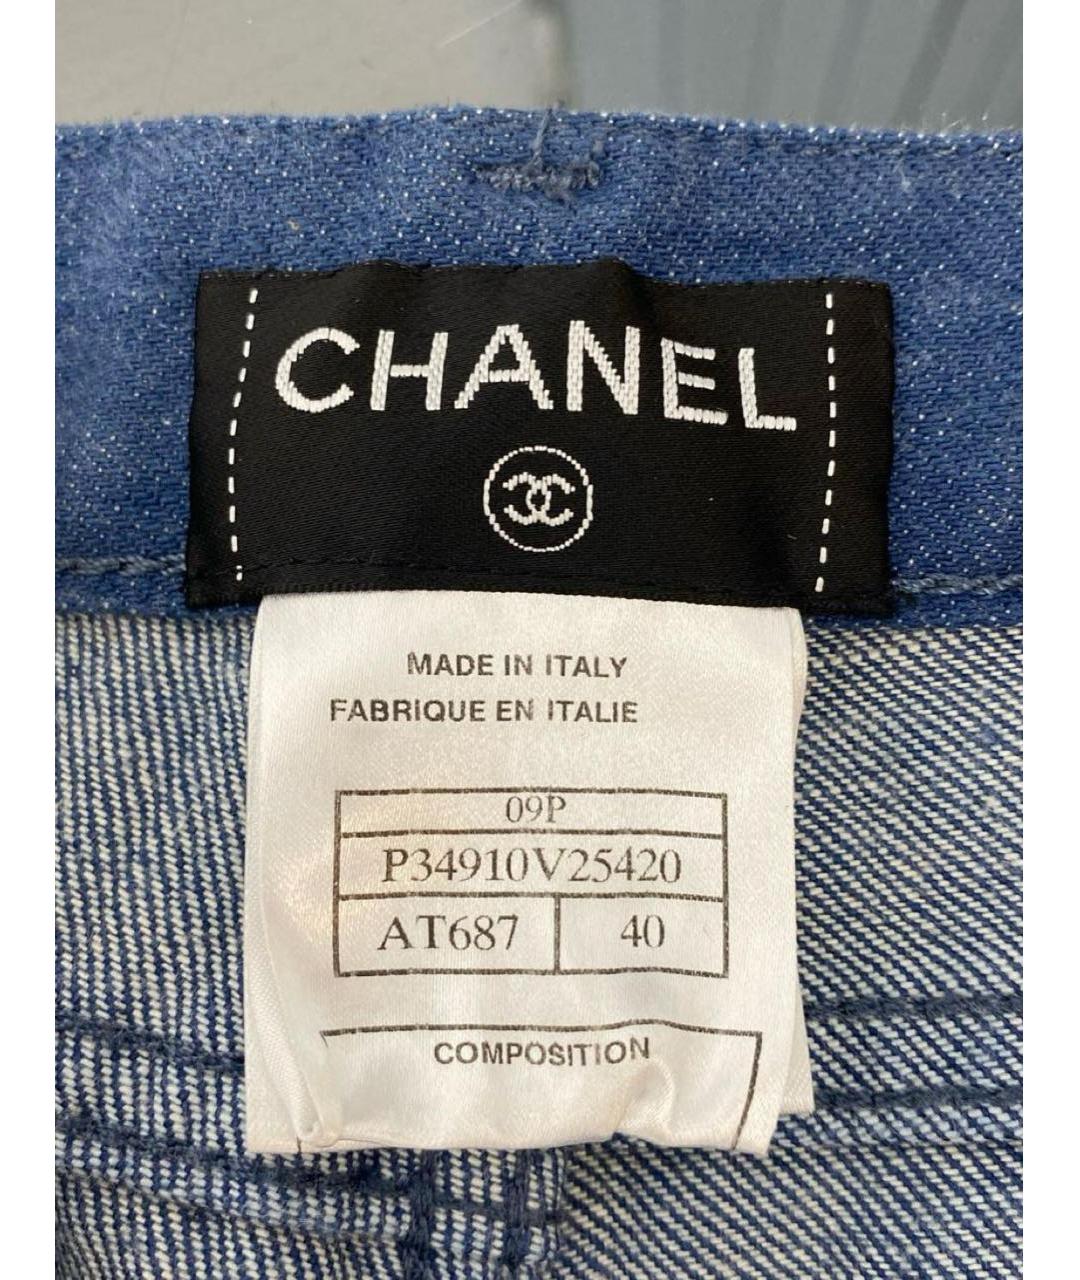 CHANEL
MADE IN ITALY
FABRIQUE EN ITALIE
09P
P34910V25420
AT687 40
COMPOSITION